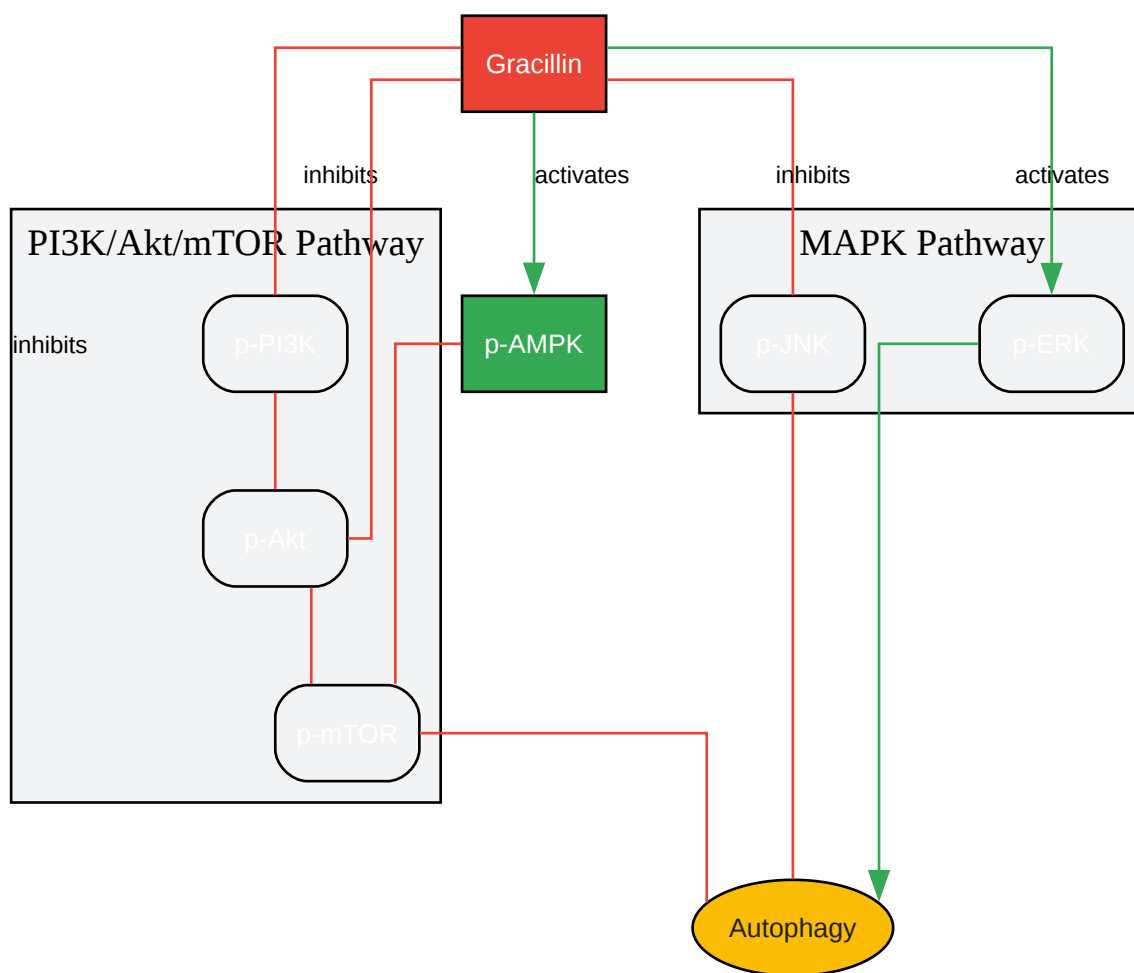 Gracillin
inhibits
activates
inhibits
activates
PI3K/Akt/mTOR Pathway
MAPK Pathway
inhibits
p-PI3K
p-AMPK
p-JNK
p-ERK
p-Akt
p-mTOR
Autophagy